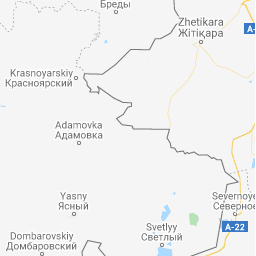 Бреды
Zhetikara
Жітіқара
A-
Krasnoyarskiy
Красноярский
Adamovka
Адамовка
Yasny
Ясный
Severnoye
Северное
A-22
Svetlyy
Светлый
Dombarovskiy
Домбаровский